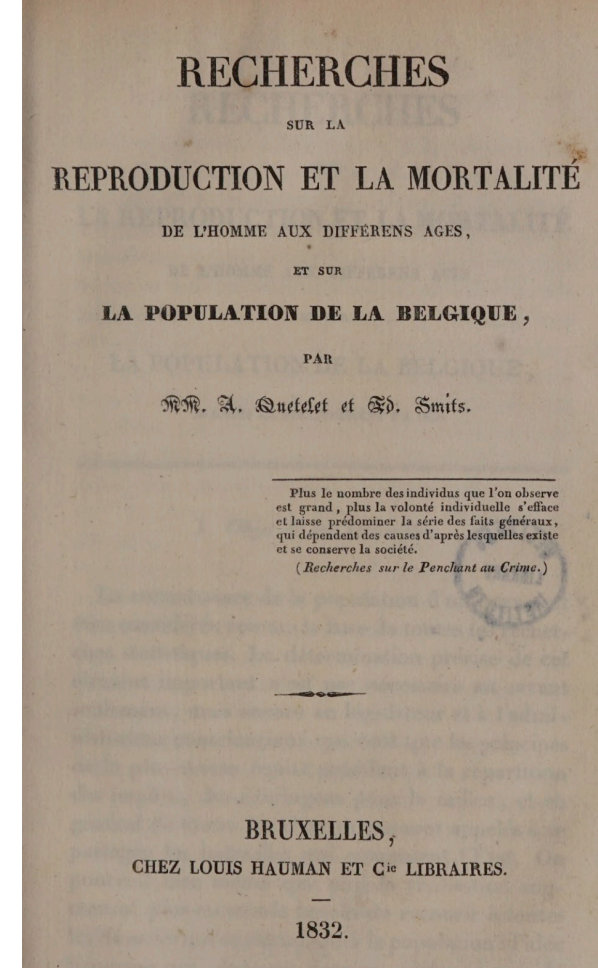 RECHERCHES
SUR LA
REPRODUCTION ET LA MORTALITÉ
DE L'HOMME AUX DIFFÉRENS AGES,
ET SUR
LA POPULATION DE LA BELGIQUE,
PAR
MM. A. Quetelet et Ed. Smits.
Plus le nombre des individus que l'on observe
est grand, plus la volonté individuelle s'efface
et laisse prédominer la série des faits généraux,
qui dépendent des causes d'après lesquelles existe
et se conserve la société.
(Recherches sur le Penchant au Crime.)
BRUXELLES,
CHEZ LOUIS HAUMAN ET Cie LIBRAIRES.
1832.